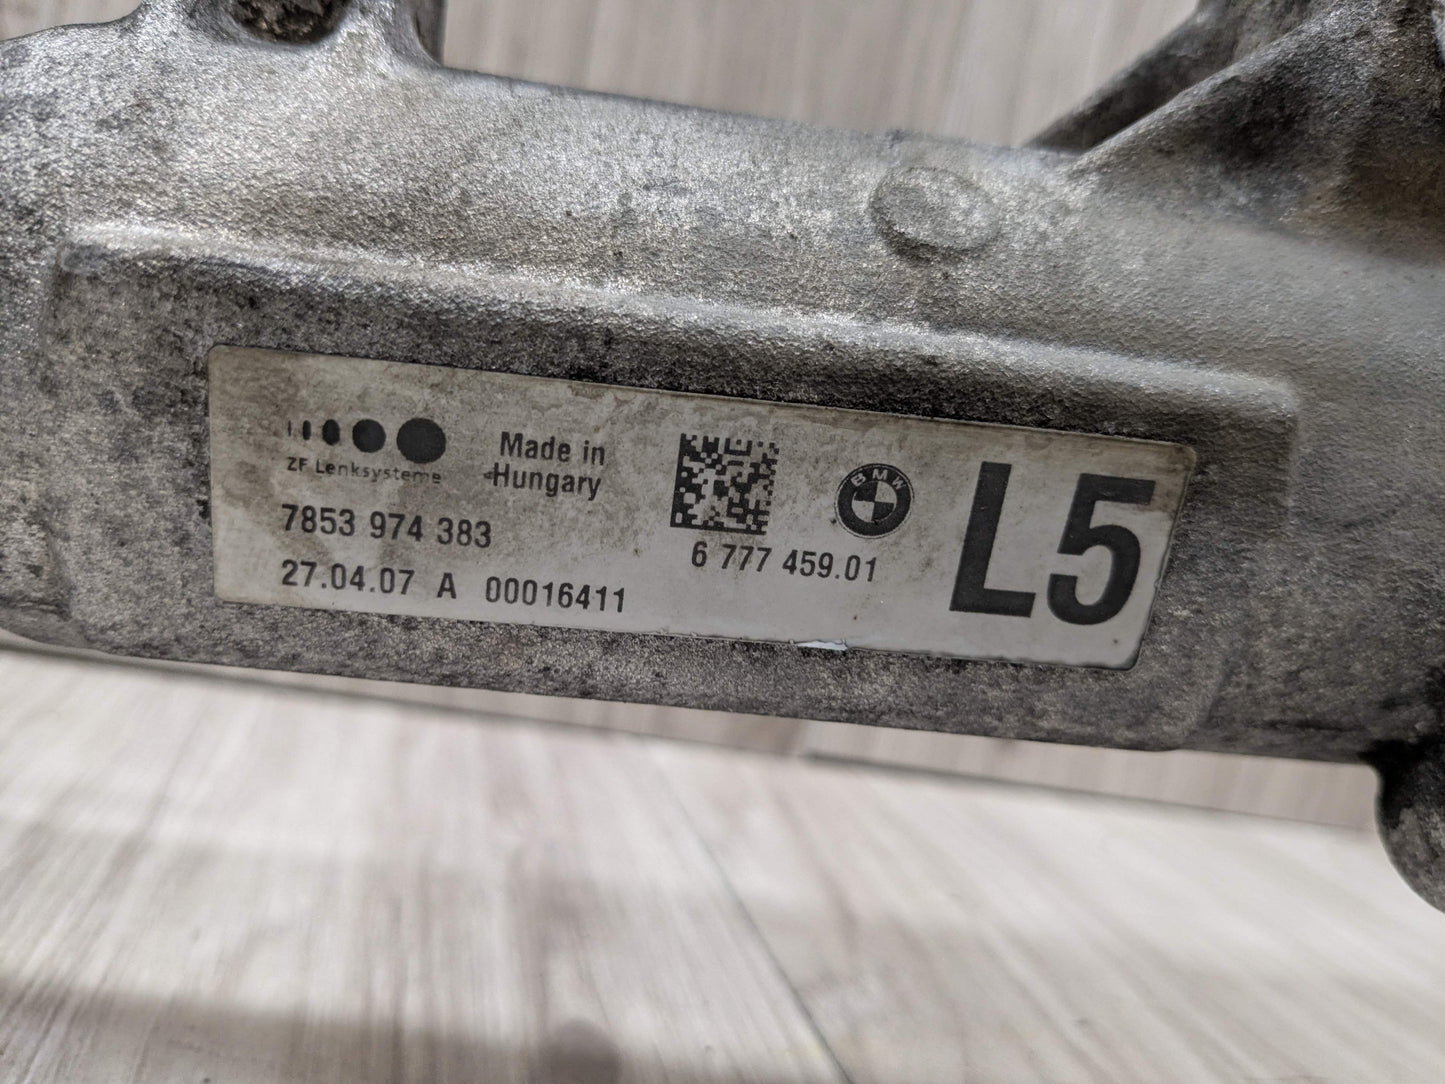 ZF Lenksysteme
Made in
Hungary
7853 974 383
27.04.07 A 00016411
BMW
6 777 459.01
L5